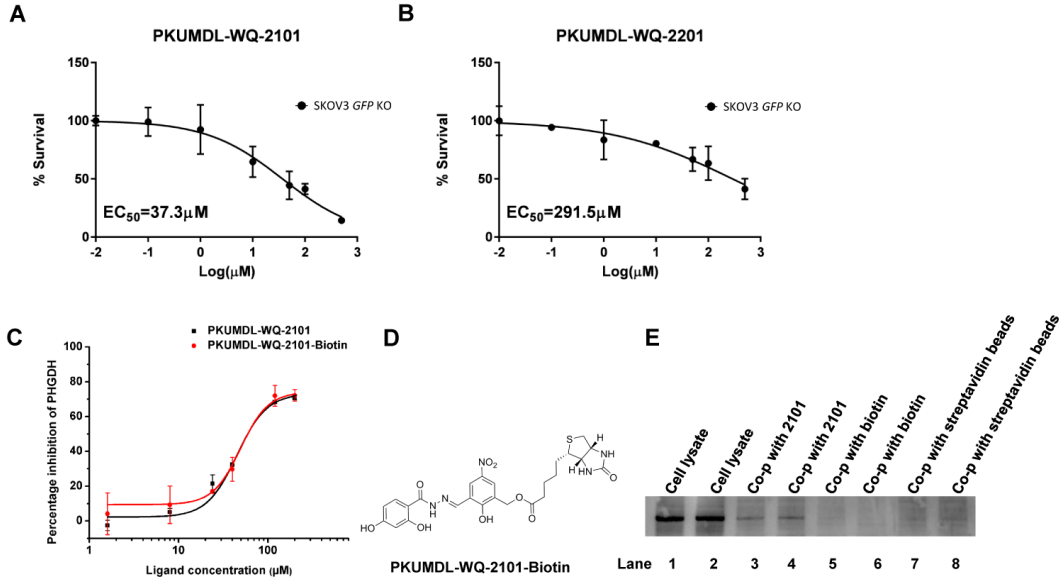 A
PKUMDL-WQ-2101
% Survival
150
100
50
0
-2
-1
0
1
2
3
Log(μM)
SKOV3 GFP KO
EC50=37.3μM
B
PKUMDL-WQ-2201
% Survival
150
100
50
0
-2
-1
0
1
2
3
Log(μM)
SKOV3 GFP KO
EC50=291.5μM
C
PKUMDL-WQ-2101
PKUMDL-WQ-2101-Biotin
Percentage inhibition of PHGDH
100
80
60
40
20
0
1
10
100
Ligand concentration (μM)
D
NO2
O
H
N
N
HO
OH
OH
O
O
S
H
H
NH
NH
O
PKUMDL-WQ-2101-Biotin
E
Cell lysate
Cell lysate
Co-p with 2101
Co-p with 2101
Co-p with biotin
Co-p with biotin
Co-p with streptavidin beads
Co-p with streptavidin beads
Lane 1 2 3 4 5 6 7 8